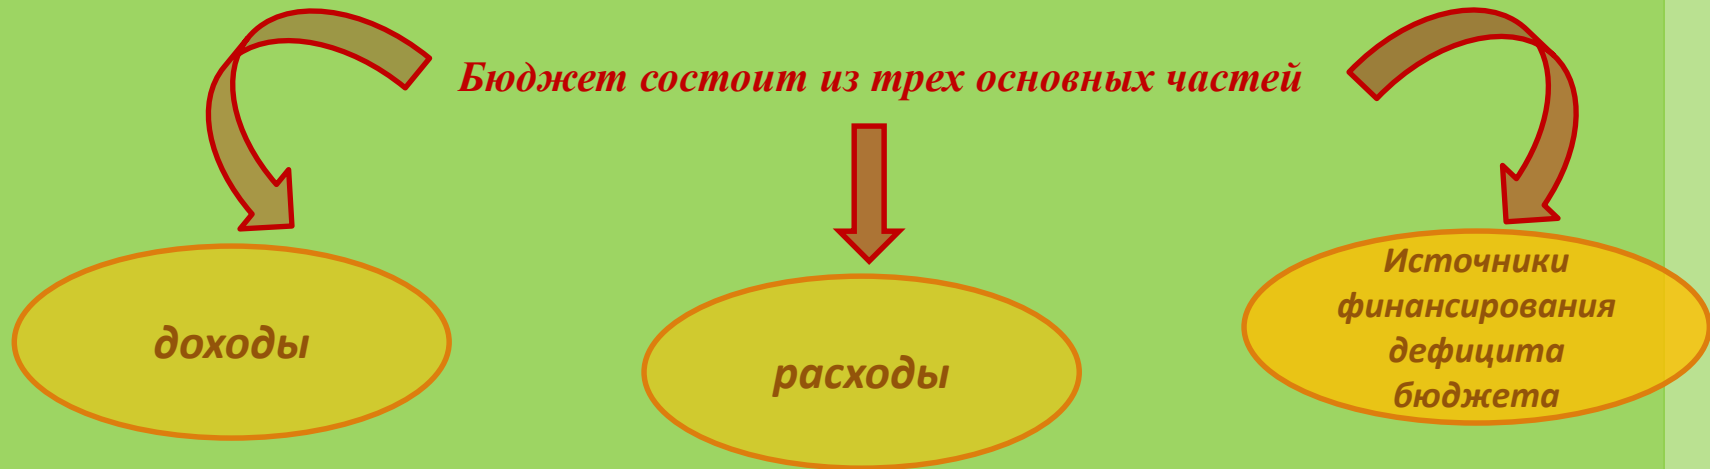 Бюджет состоит из трех основных частей
доходы
расходы
Источники
финансирования
дефицита
бюджета